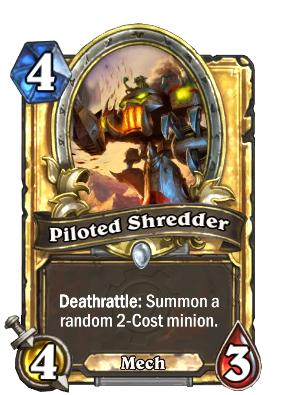 4
Piloted Shredder
Deathrattle: Summon a
random 2-Cost minion.
4
Mech
3